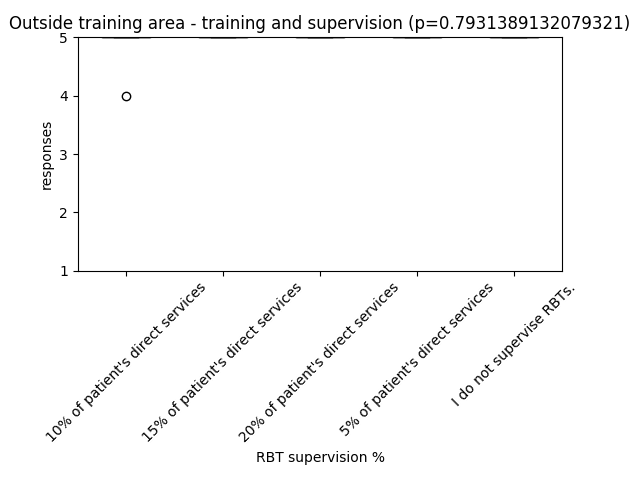 Outside training area - training and supervision (p=0.7931389132079321)
5
4
3
2
1
responses
10% of patient's direct services
15% of patient's direct services
20% of patient's direct services
5% of patient's direct services
I do not supervise RBTs.
RBT supervision %